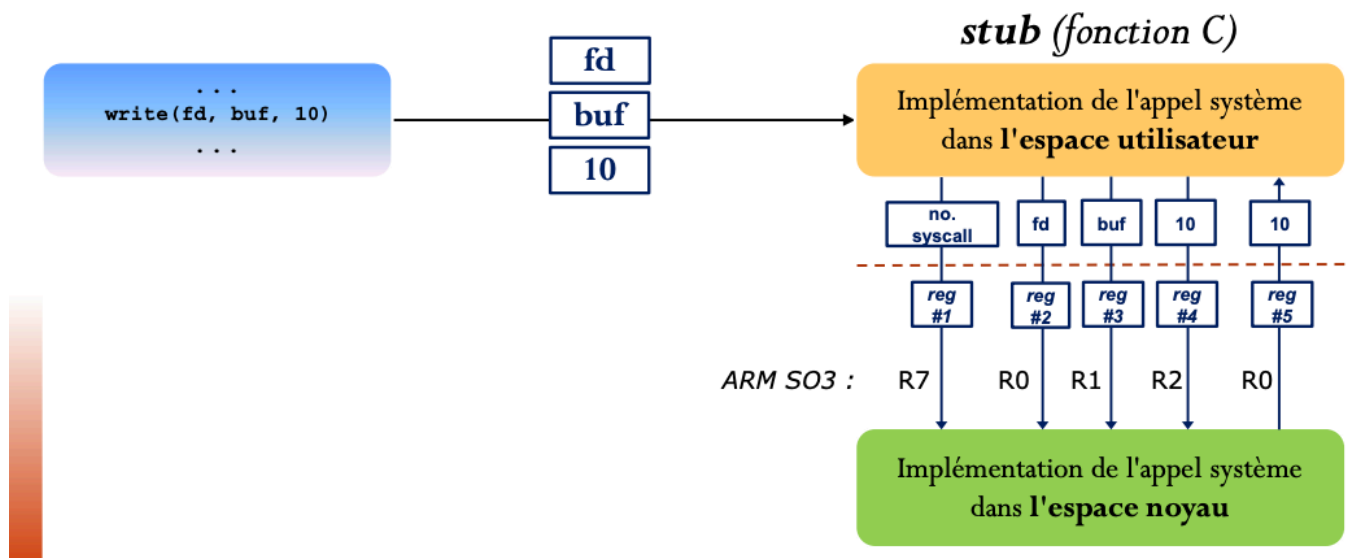 stub (fonction C)
. . .
write(fd, buf, 10)
. . .
fd
buf
10
Implémentation de l'appel système
dans l'espace utilisateur
no.
syscall
fd
buf
10
10
reg
#1
reg
#2
reg
#3
reg
#4
reg
#5
ARM SO3 : R7 R0 R1 R2 R0
Implémentation de l'appel système
dans l'espace noyau